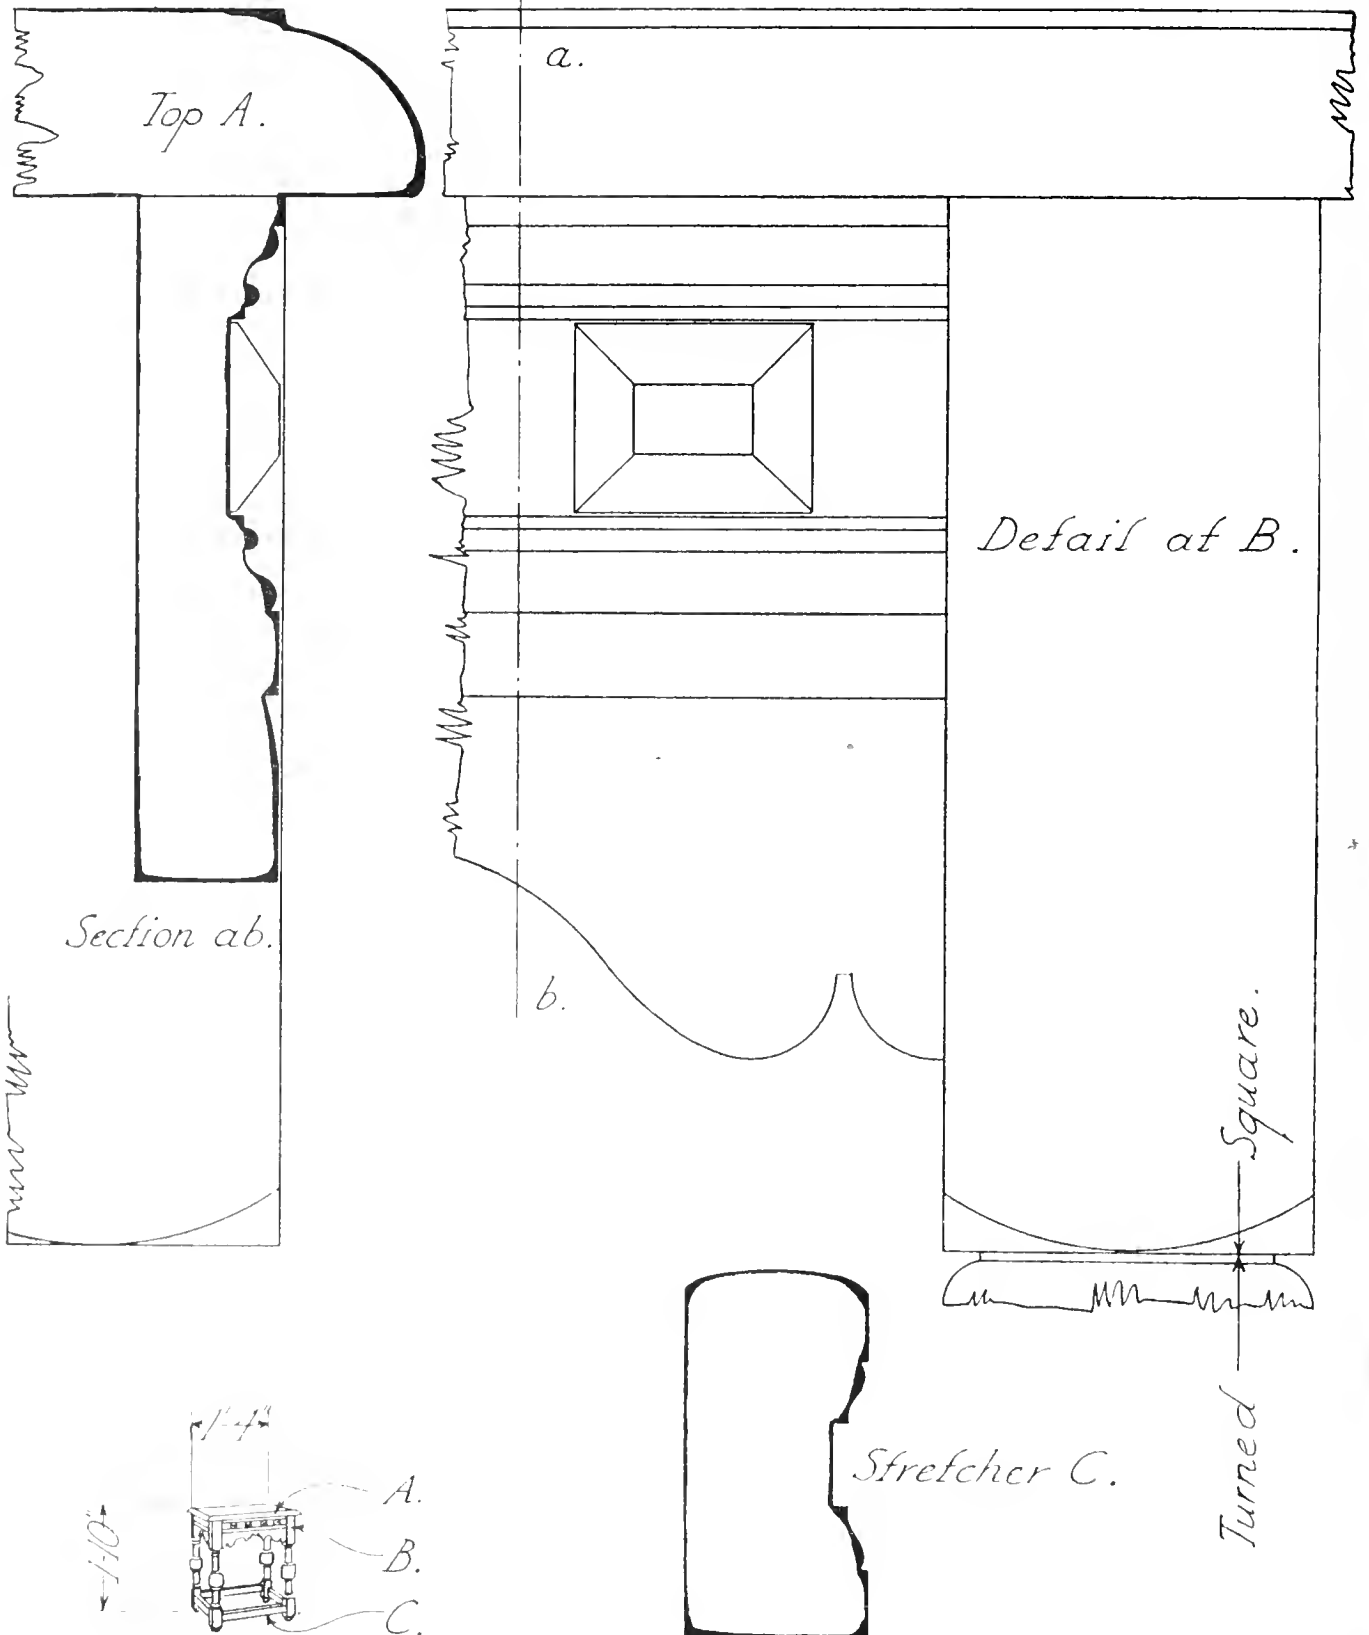 Top A.
a.
Detail at B.
Section ab.
b.
Square.
Turned
Stretcher C.
1'-4"
1'-10"
A.
B.
C.